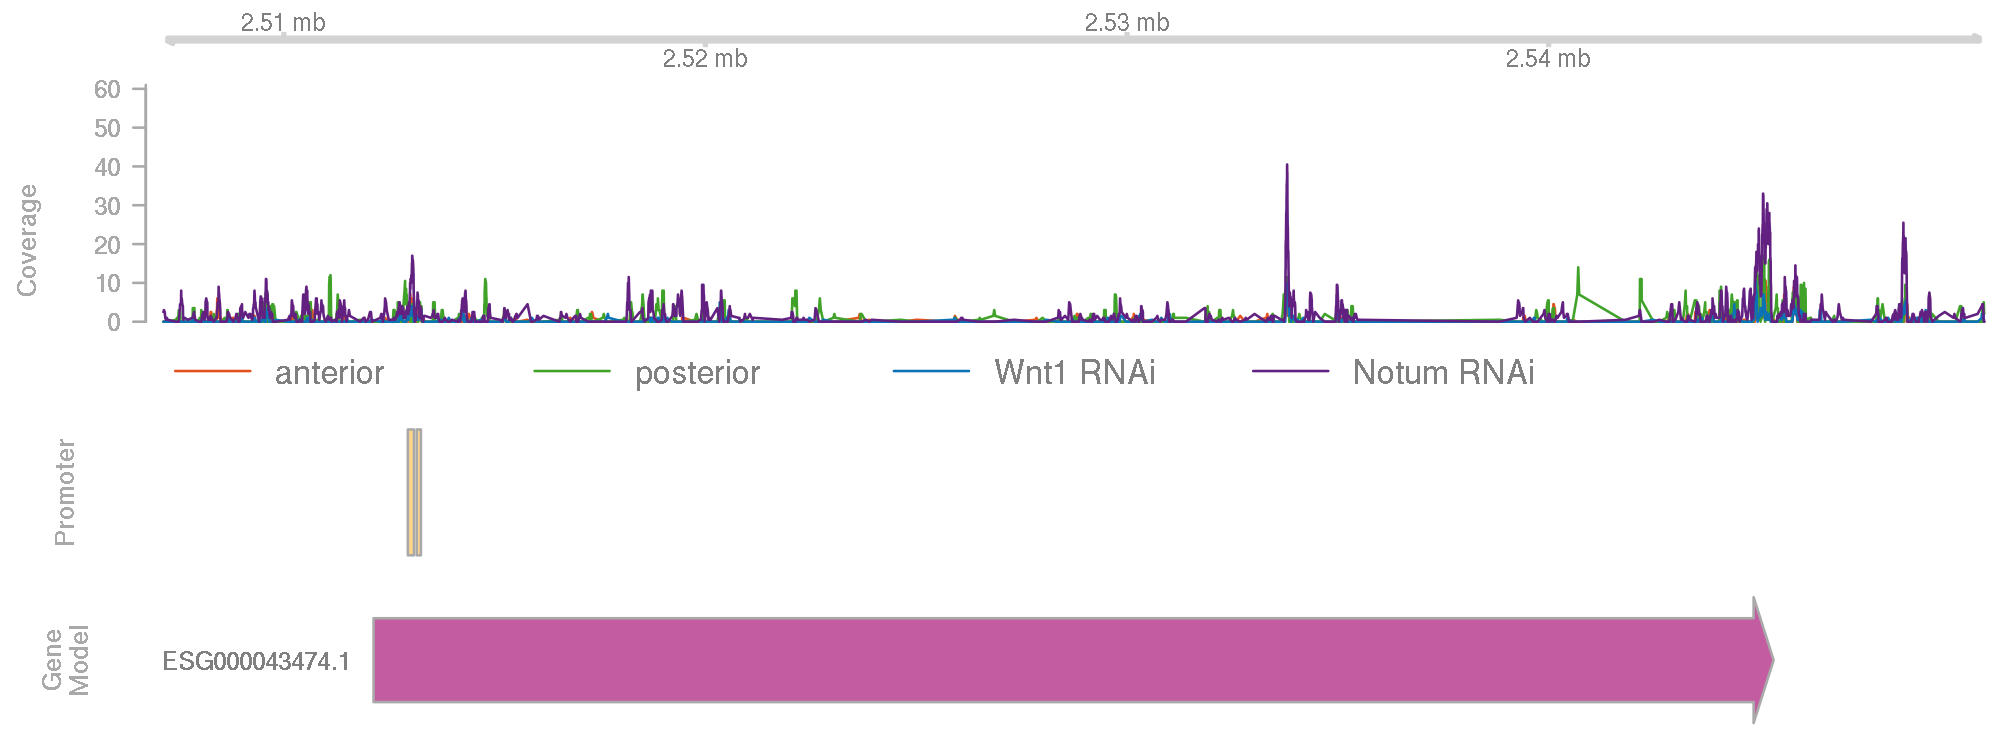 2.51 mb
2.53 mb
2.52 mb
2.54 mb
Coverage
60
50
40
30
20
10
0
anterior
posterior
Wnt1 RNAi
Notum RNAi
Promoter
Gene
Model
ESG000043474.1